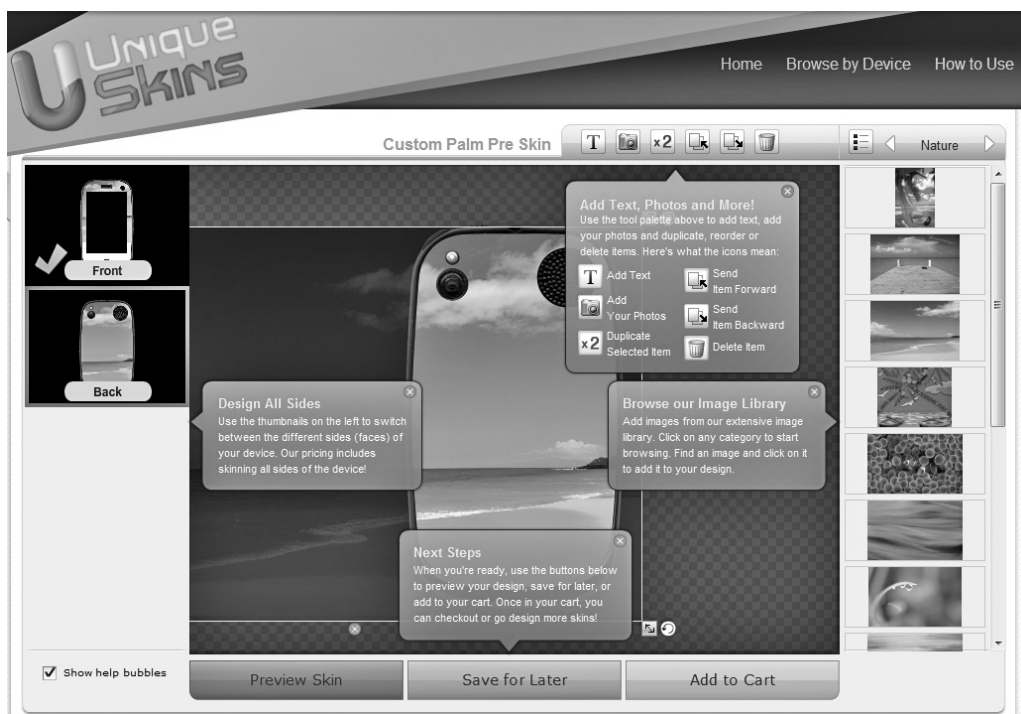 Unique
Skins
Home Browse by Device How to Use
Custom Palm Pre Skin
T x2
Nature
Front
Back
Add Text, Photos and More!
Use the tool palette above to add text, add
your photos and duplicate, reorder or
delete items. Here's what the icons mean:
T Add Text
Add
Your Photos
x2 Duplicate
Selected Item
Send
Item Forward
Send
Item Backward
Delete Item
Design All Sides
Use the thumbnails on the left to switch
between the different sides (faces) of
your device. Our pricing includes
skinning all sides of the device!
Browse our Image Library
Add images from our extensive image
library. Click on any category to start
browsing. Find an image and click on it
to add it to your design.
Next Steps
When you're ready, use the buttons below
to preview your design, save for later, or
add to your cart. Once in your cart, you
can checkout or go design more skins!
Show help bubbles
Preview Skin Save for Later Add to Cart